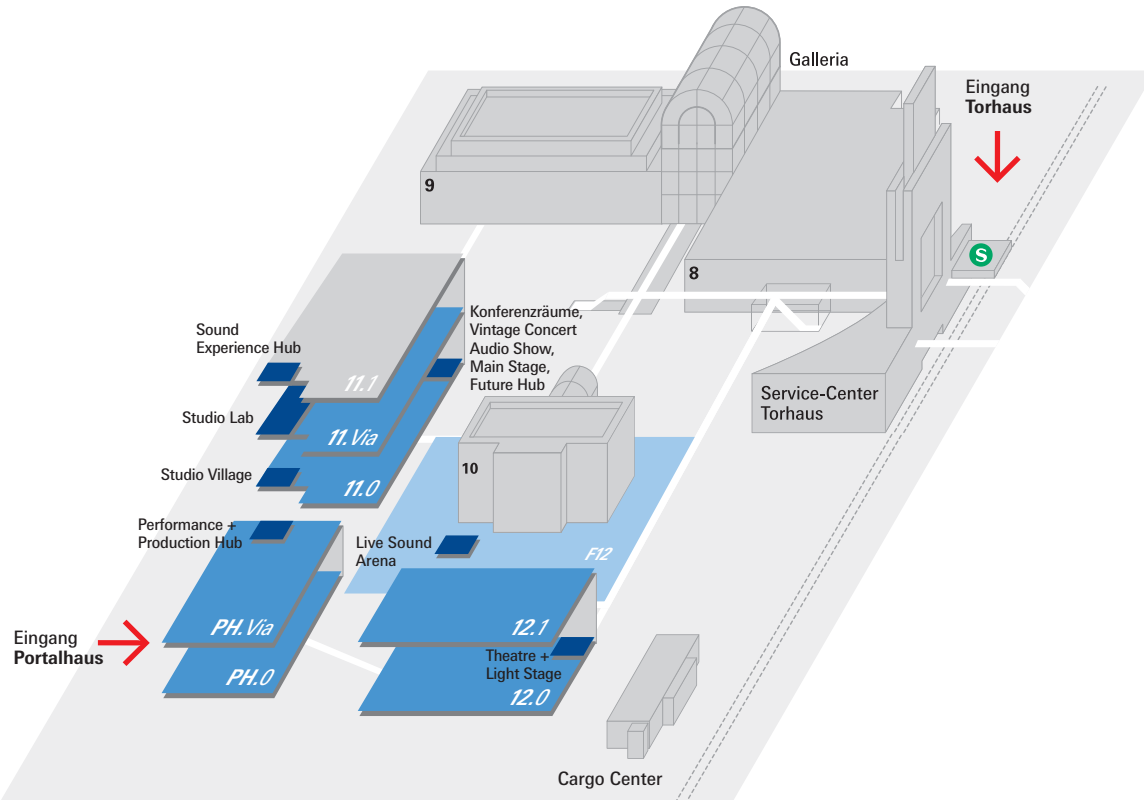 Galleria
Eingang
Torhaus
9
S
8
Konferenzräume,
Vintage Concert
Audio Show,
Main Stage,
Future Hub
Sound
Experience Hub
11.1
Service-Center
Torhaus
Studio Lab
11.Via
10
Studio Village
11.0
Performance +
Production Hub
Live Sound
Arena
F12
PH.Via
12.1
Eingang
Portalhaus
Theatre +
Light Stage
PH.0
12.0
Cargo Center